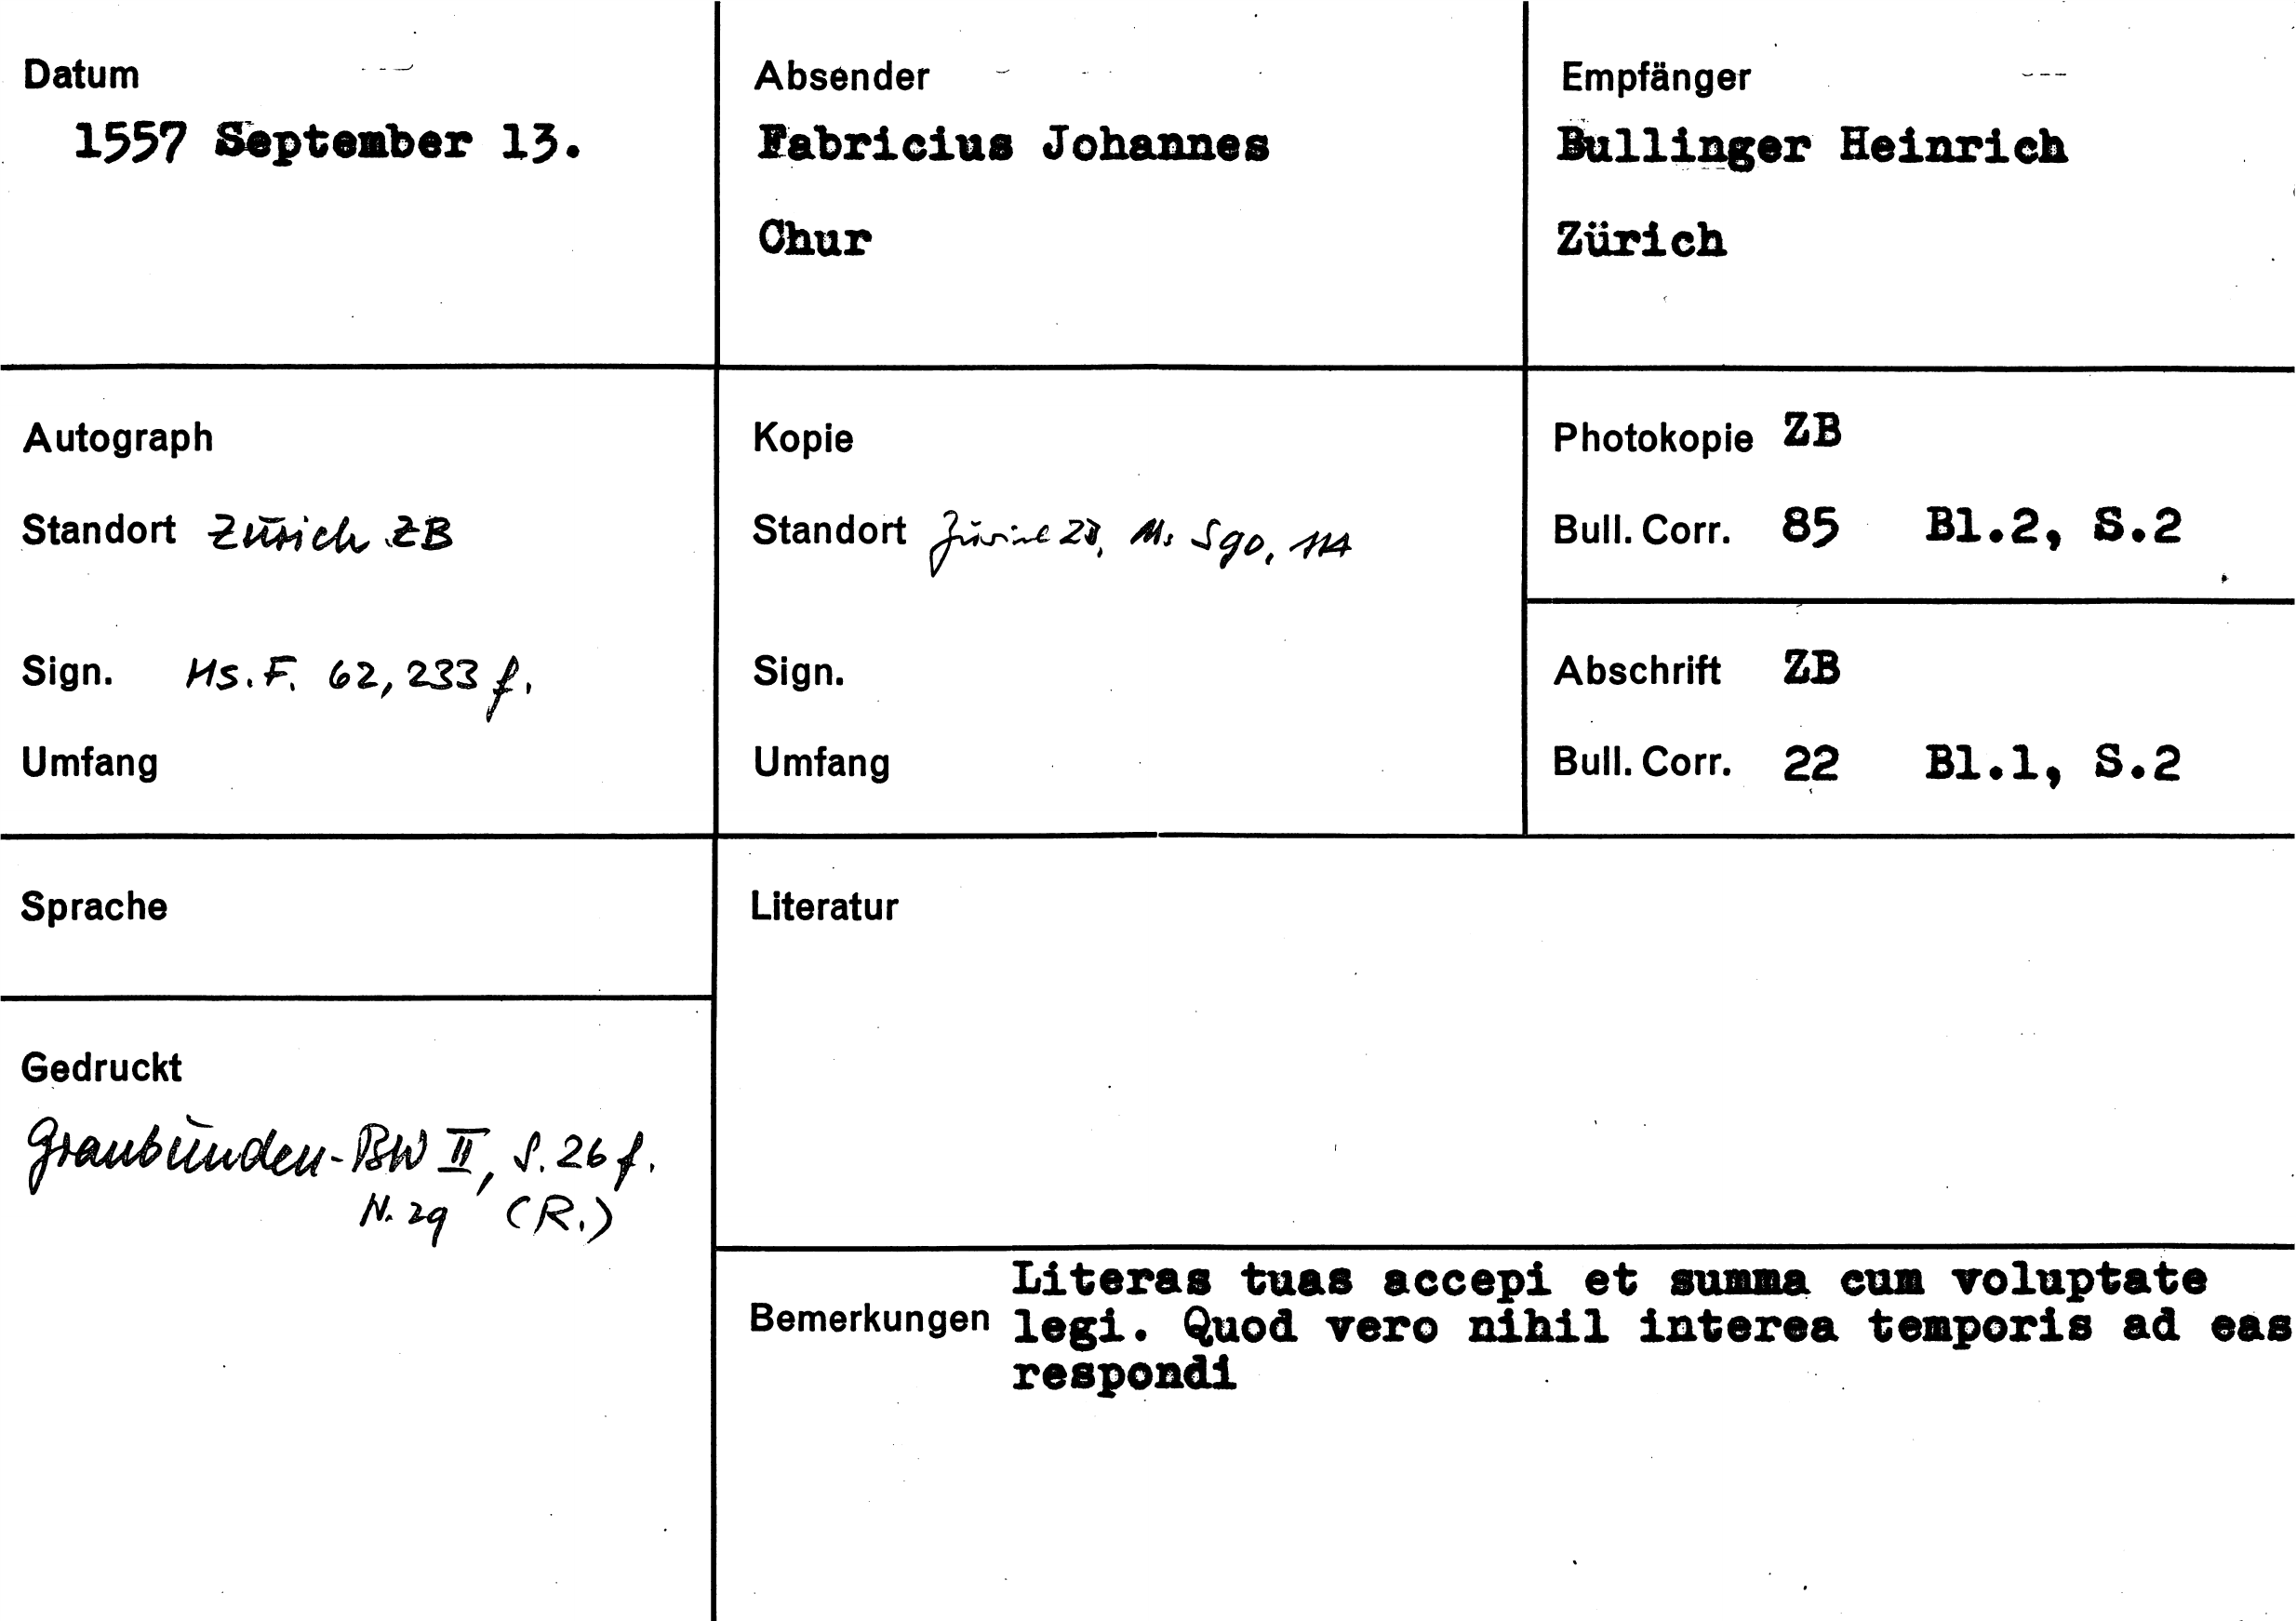 Datum
1557 September 13.
Absender
Fabricius Johannes
Chur
Empfänger
Bullinger Heinrich
Zürich
Autograph
Standort Zürich ZB
Sign. Ms. F. 62, 233 f.
Umfang
Kopie
Standort Zürich ZB, Ms S90, 114
Sign.
Umfang
Photokopie ZB
Bull. Corr. 85 Bl.2, S.2
Abschrift ZB
Bull. Corr. 22 Bl.1, S.2
Sprache
Gedruckt
Graubünden-BW II, S. 26 f.
N. 29 (R.)
Literatur
Bemerkungen
Literas tuas accepi et summa cum voluptate
legi. Quod vero nihil interea temporis ad eas
respondi